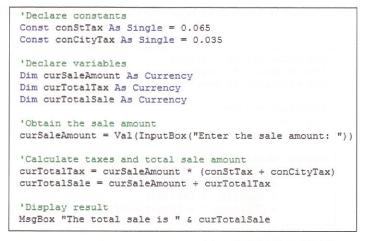 'Declare constants
Const conStTax As Single = 0.065
Const conCityTax As Single = 0.035
'Declare variables
Dim curSaleAmount As Currency
Dim curTotalTax As Currency
Dim curTotalSale As Currency
'Obtain the sale amount
curSaleAmount = Val(InputBox("Enter the sale amount: "))
'Calculate taxes and total sale amount
curTotalTax = curSaleAmount * (conStTax + conCityTax)
curTotalSale = curSaleAmount + curTotalTax
'Display result
MsgBox "The total sale is " & curTotalSale